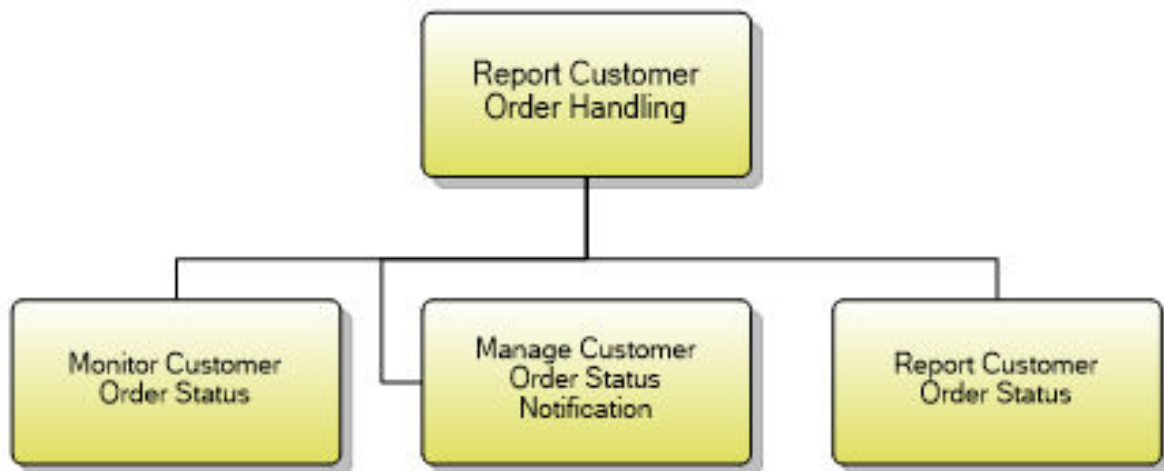 Report Customer
Order Handling
Monitor Customer
Order Status
Manage Customer
Order Status
Notification
Report Customer
Order Status